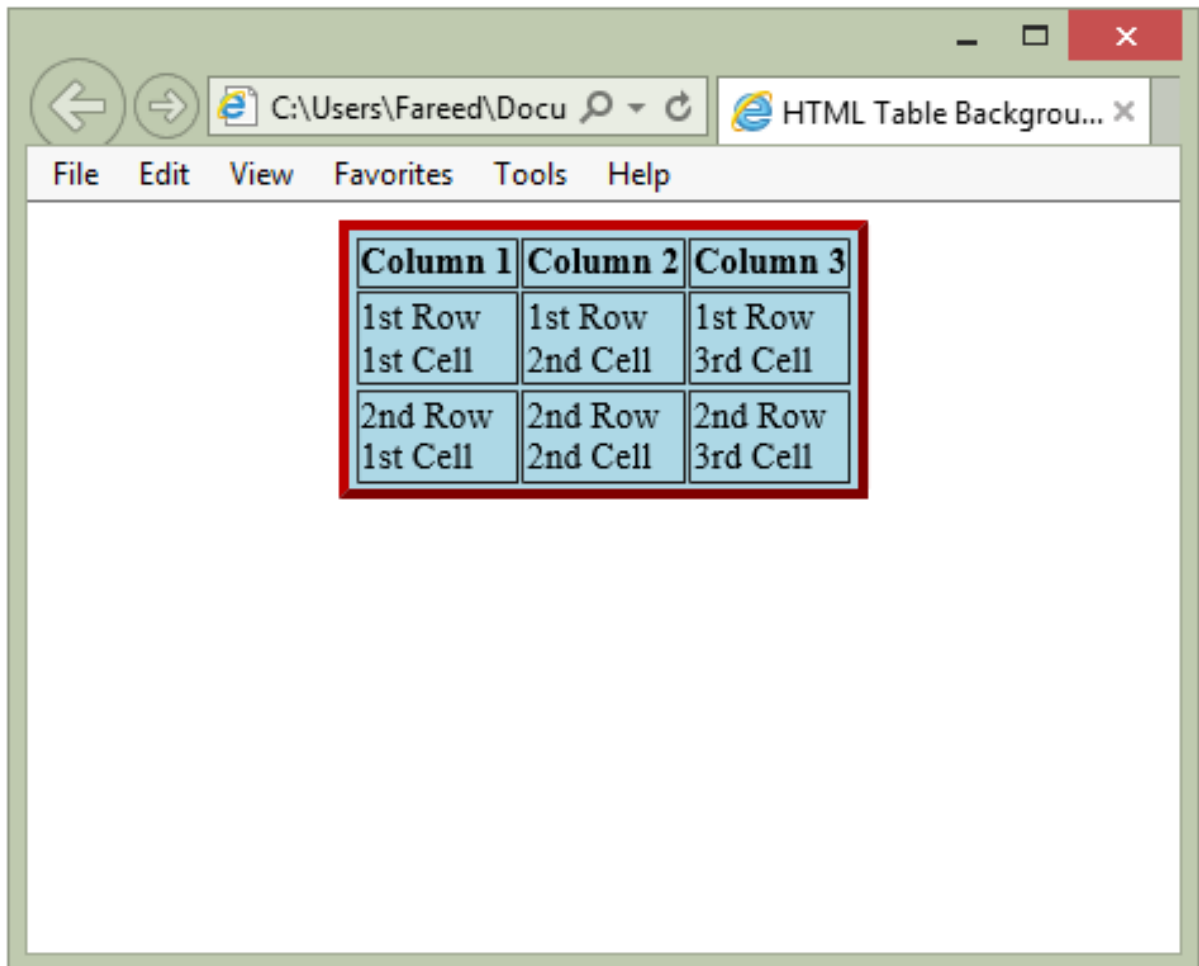 C:\Users\Fareed\Docu
HTML Table Backgrou...
File Edit View Favorites Tools Help
Column 1 Column 2 Column 3
1st Row 1st Row 1st Row
1st Cell 2nd Cell 3rd Cell
2nd Row 2nd Row 2nd Row
1st Cell 2nd Cell 3rd Cell